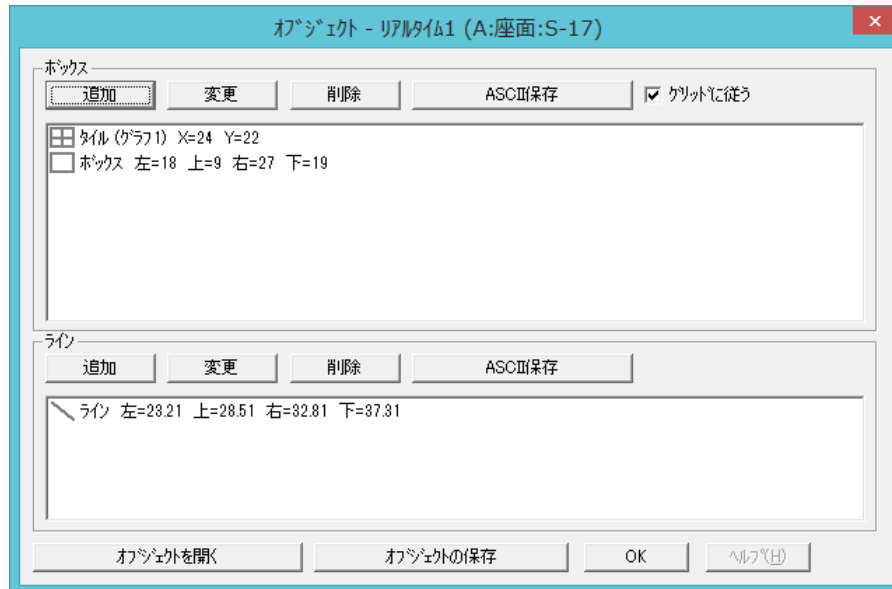 ｵﾌﾞｼﾞｪｸﾄ - ﾘｱﾙﾀｲﾑ1 (A:座面:S-17)
ﾎﾞｯｸｽ
追加 変更 削除 ASCII保存 ｸﾞﾘｯﾄﾞに従う
ﾀｲﾙ (ｸﾞﾗﾌ1) X=24 Y=22
ﾎﾞｯｸｽ 左=18 上=9 右=27 下=19
ﾗｲﾝ
追加 変更 削除 ASCII保存
ﾗｲﾝ 左=23.21 上=28.51 右=32.81 下=37.31
ｵﾌﾞｼﾞｪｸﾄを開く ｵﾌﾞｼﾞｪｸﾄの保存 OK ﾍﾙﾌﾟ(H)